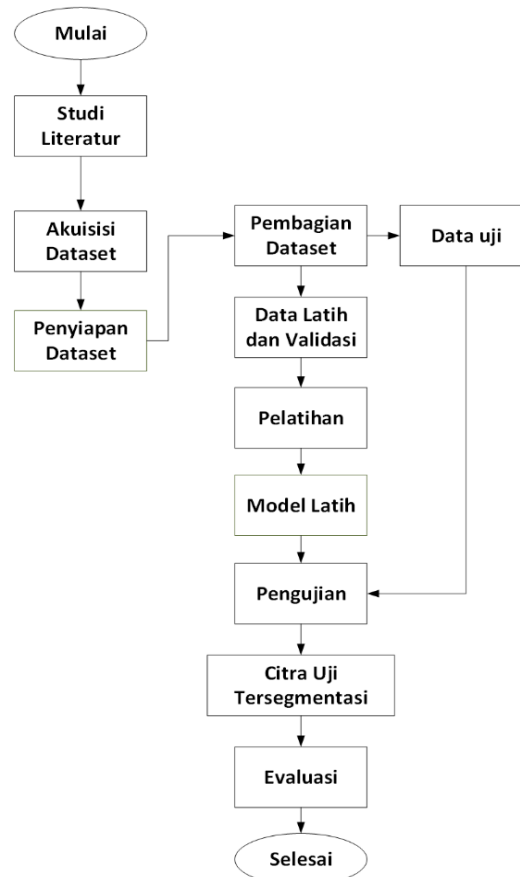 Mulai
Studi
Literatur
Akuisisi
Dataset
Penyiapan
Dataset
Pembagian
Dataset
Data uji
Data Latih
dan Validasi
Pelatihan
Model Latih
Pengujian
Citra Uji
Tersegmentasi
Evaluasi
Selesai